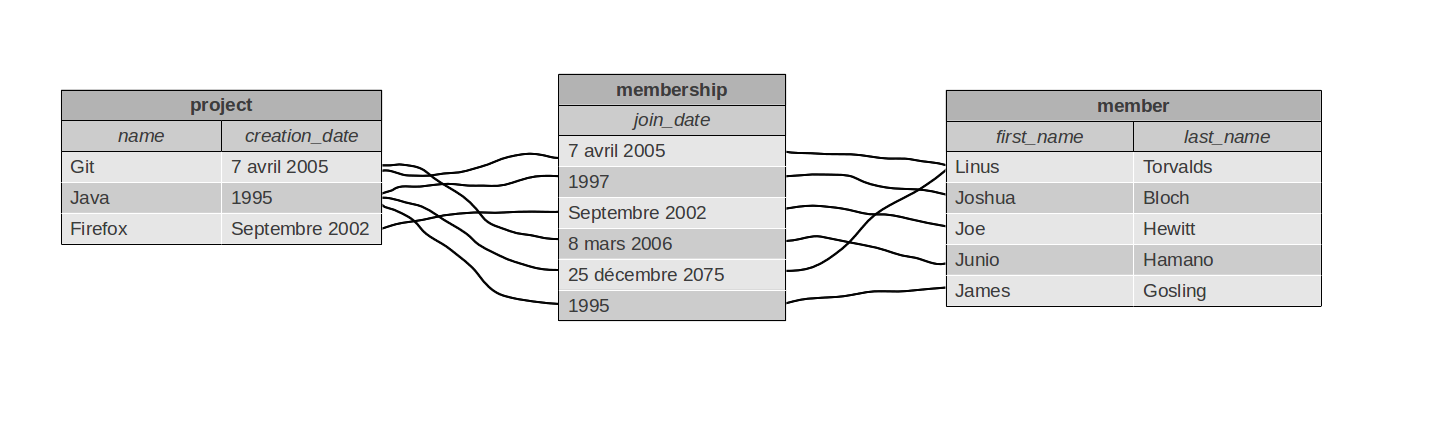 project
name creation_date
Git 7 avril 2005
Java 1995
Firefox Septembre 2002
membership
join_date
7 avril 2005
1997
Septembre 2002
8 mars 2006
25 décembre 2075
1995
member
first_name last_name
Linus Torvalds
Joshua Bloch
Joe Hewitt
Junio Hamano
James Gosling